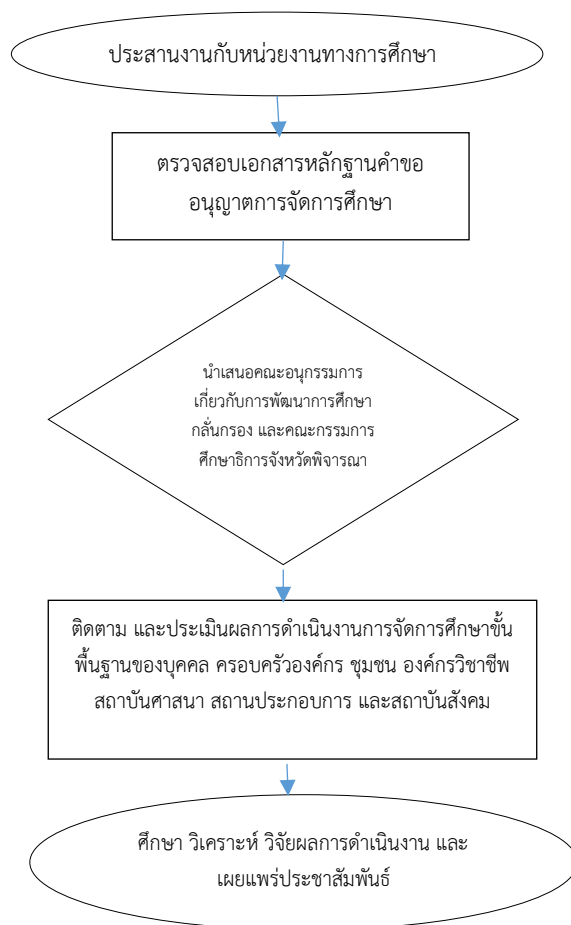 ประสานงานกับหน่วยงานทางการศึกษา
ตรวจสอบเอกสารหลักฐานคำขอ
อนุญาตการจัดการศึกษา
นำเสนอคณะอนุกรรมการ
เกี่ยวกับการพัฒนาการศึกษา
กลั่นกรอง และคณะกรรมการ
ศึกษาธิการจังหวัดพิจารณา
ติดตาม และประเมินผลการดำเนินงานการจัดการศึกษาขั้น
พื้นฐานของบุคคล ครอบครัวองค์กร ชุมชน องค์กรวิชาชีพ
สถาบันศาสนา สถานประกอบการ และสถาบันสังคม
ศึกษา วิเคราะห์ วิจัยผลการดำเนินงาน และ
เผยแพร่ประชาสัมพันธ์